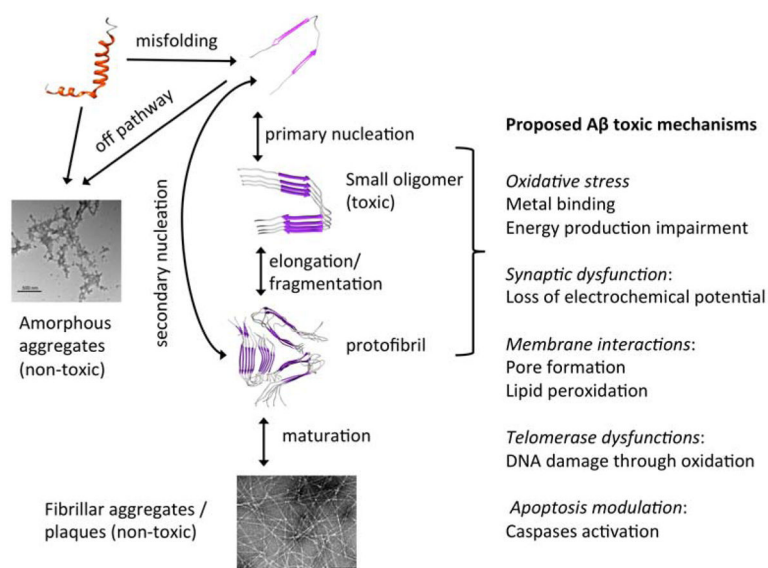 misfolding
off pathway
primary nucleation
Small oligomer
(toxic)
secondary nucleation
elongation/
fragmentation
protofibril
Amorphous
aggregates
(non-toxic)
maturation
Fibrillar aggregates /
plaques (non-toxic)
Proposed Aβ toxic mechanisms
Oxidative stress
Metal binding
Energy production impairment
Synaptic dysfunction:
Loss of electrochemical potential
Membrane interactions:
Pore formation
Lipid peroxidation
Telomerase dysfunctions:
DNA damage through oxidation
Apoptosis modulation:
Caspases activation